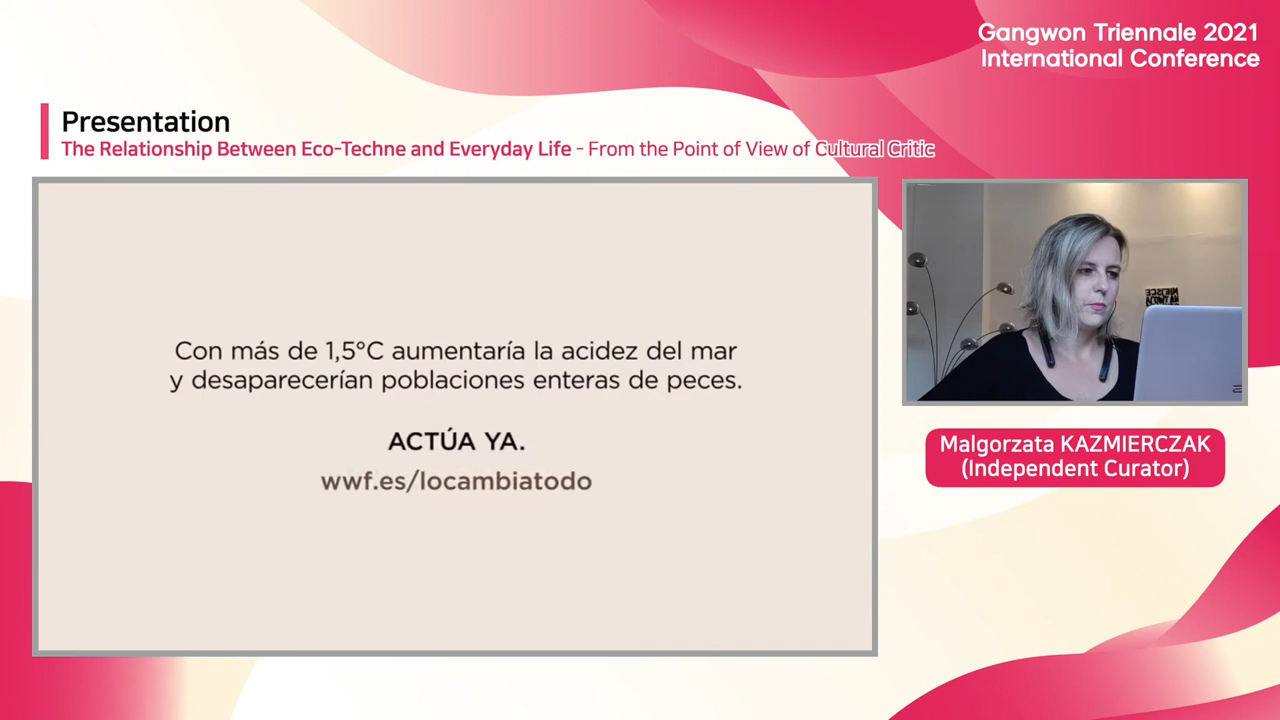 Gangwon Triennale 2021
International Conference
Presentation
The Relationship Between Eco-Techne and Everyday Life - From the Point of View of Cultural Critic
Con más de 1,5°C aumentaría la acidez del mar
y desaparecerían poblaciones enteras de peces.
ACTÚA YA.
wwf.es/locambiatodo
Malgorzata KAZMIERCZAK
(Independent Curator)